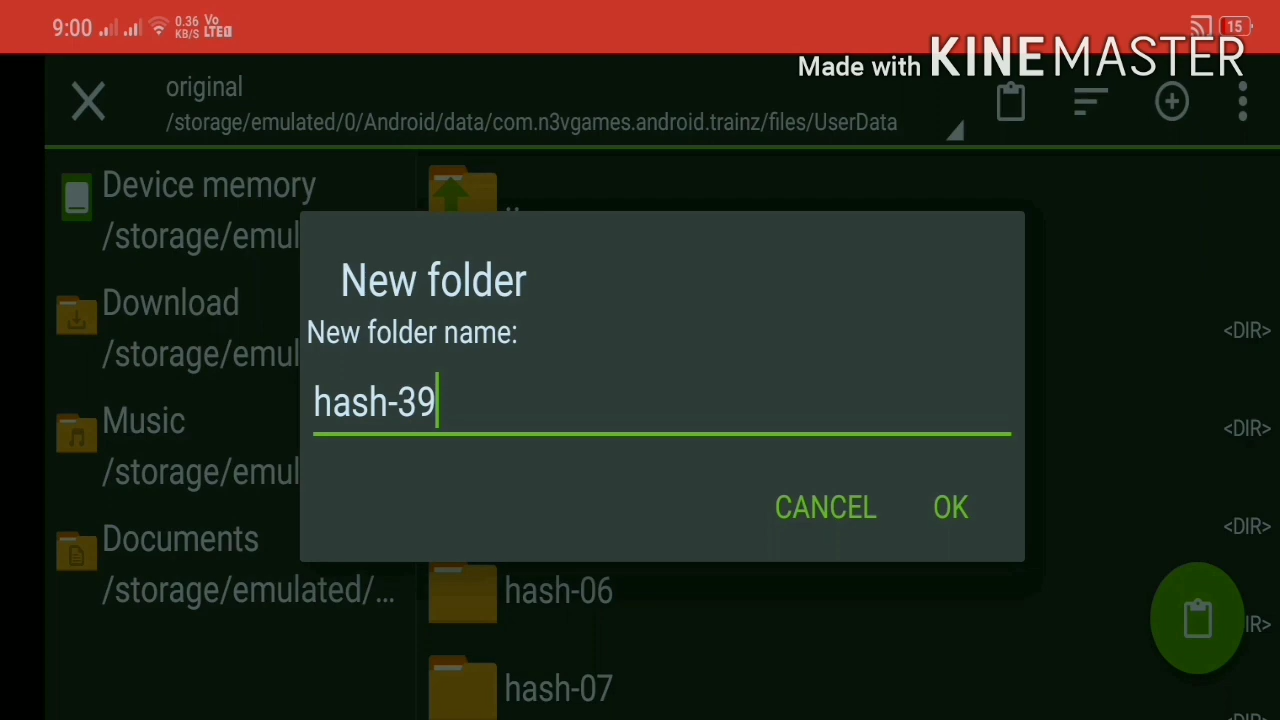 9:00 0.36 KB/S Vo LTE1 15
Made with KINEMASTER
original
/storage/emulated/0/Android/data/com.n3vgames.android.trainz/files/UserData
Device memory
/storage/emul
Download
/storage/emul
Music
/storage/emul
Documents
/storage/emulated/...
..
New folder
New folder name:
hash-39
CANCEL OK
<DIR>
<DIR>
<DIR>
hash-06
IR>
hash-07